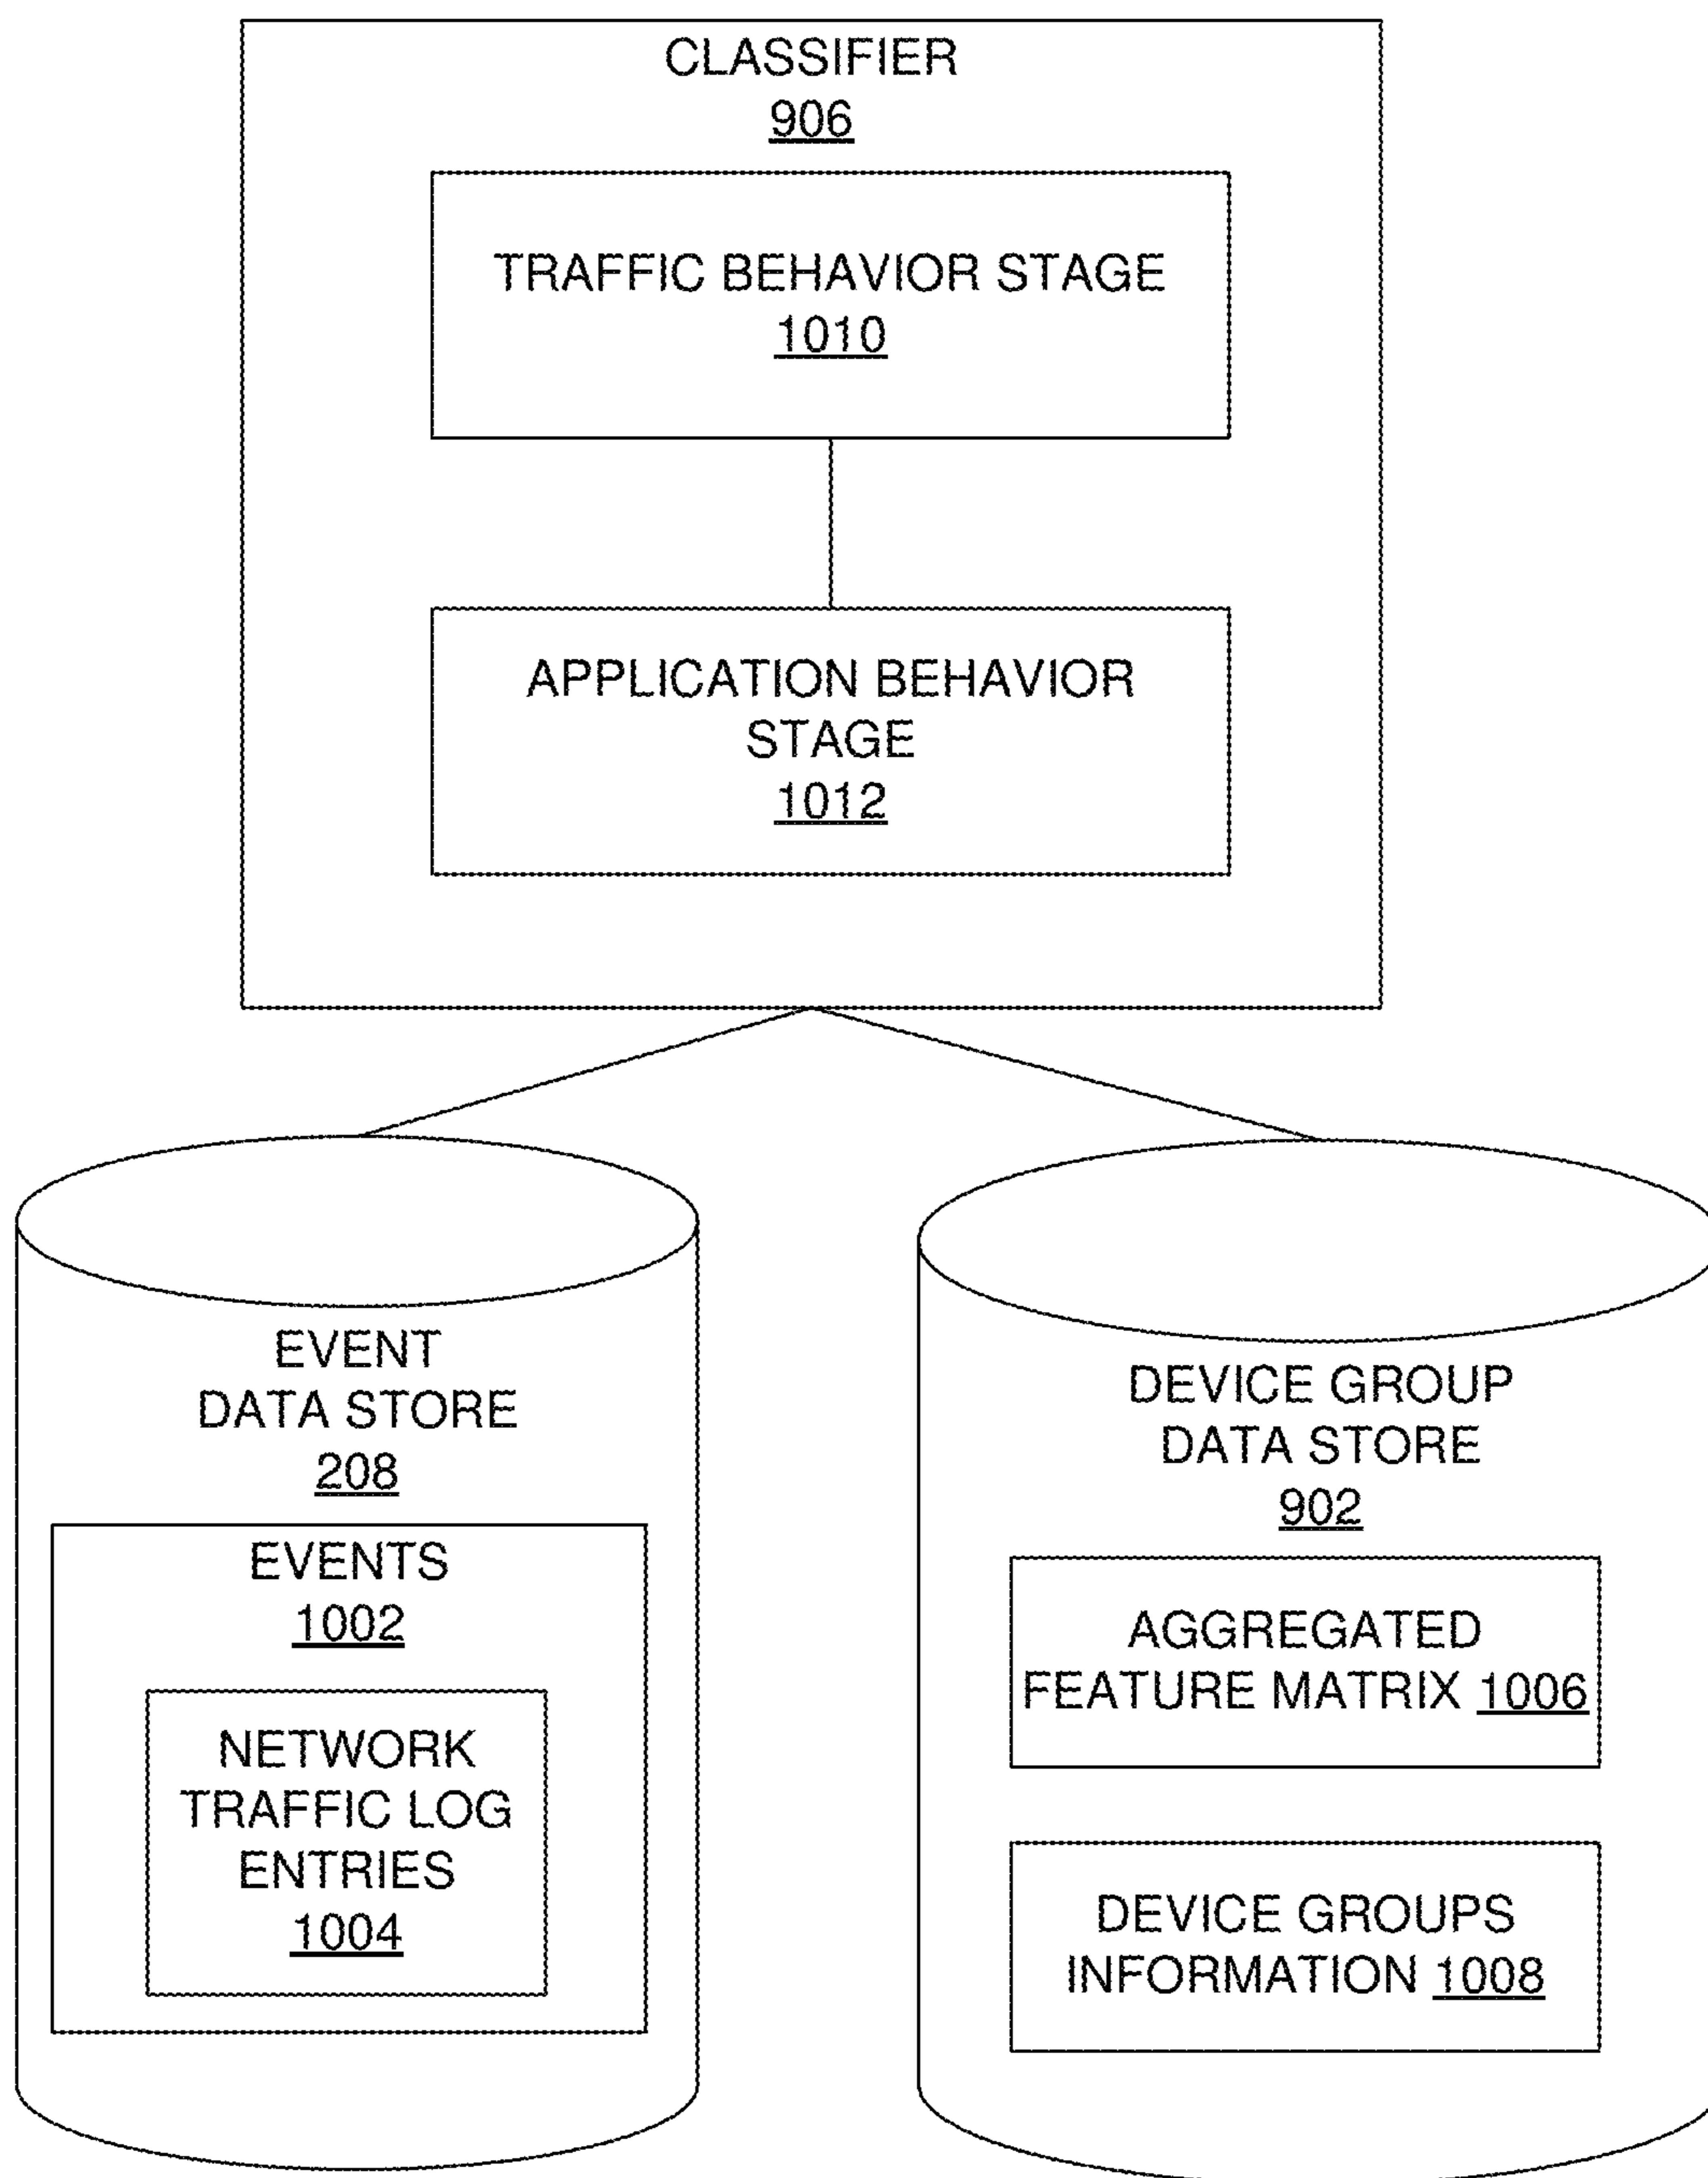 CLASSIFIER
906
TRAFFIC BEHAVIOR STAGE
1010
APPLICATION BEHAVIOR
STAGE
1012
EVENT
DATA STORE
208
EVENTS
1002
NETWORK
TRAFFIC LOG
ENTRIES
1004
DEVICE GROUP
DATA STORE
902
AGGREGATED
FEATURE MATRIX 1006
DEVICE GROUPS
INFORMATION 1008